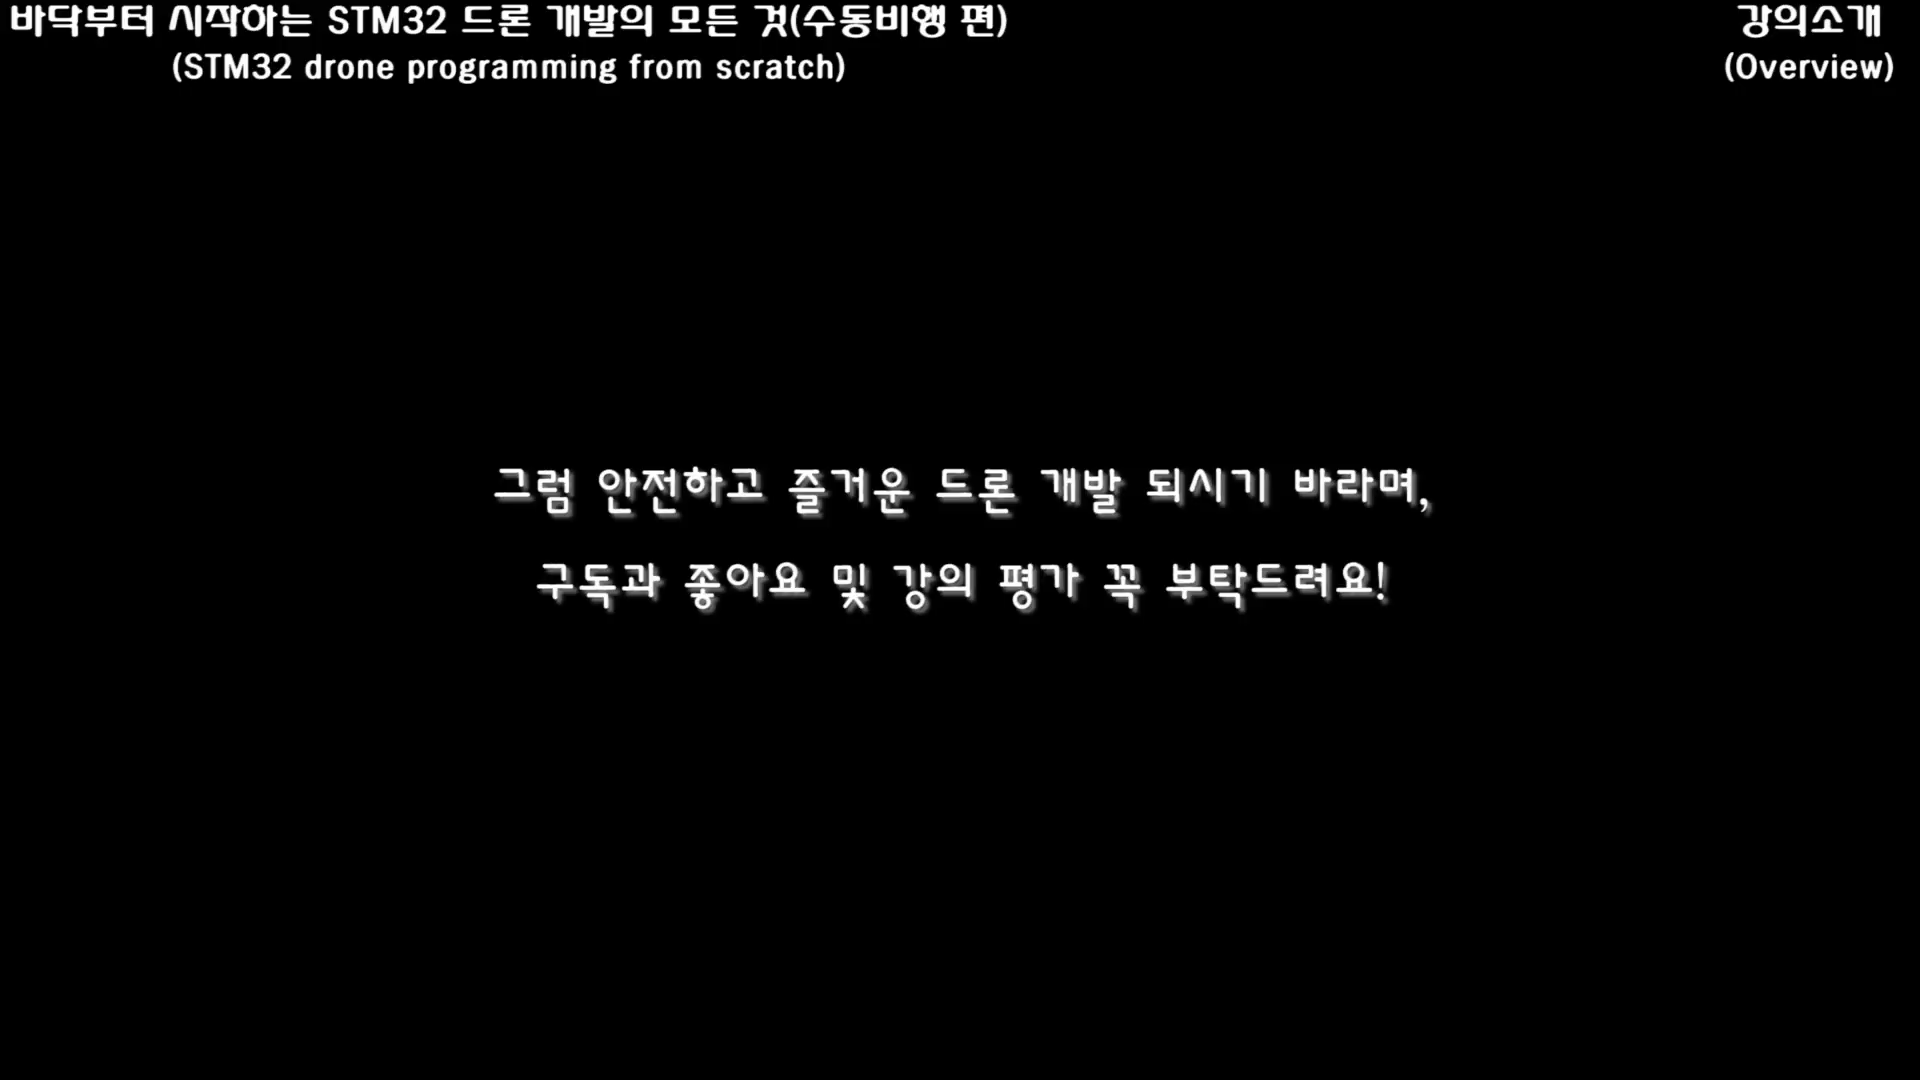 바닥부터 시작하는 STM32 드론 개발의 모든 것(수동비행 편)
(STM32 drone programming from scratch)
강의소개
(Overview)
그럼 안전하고 즐거운 드론 개발 되시기 바라며,
구독과 좋아요 및 강의 평가 꼭 부탁드려요!